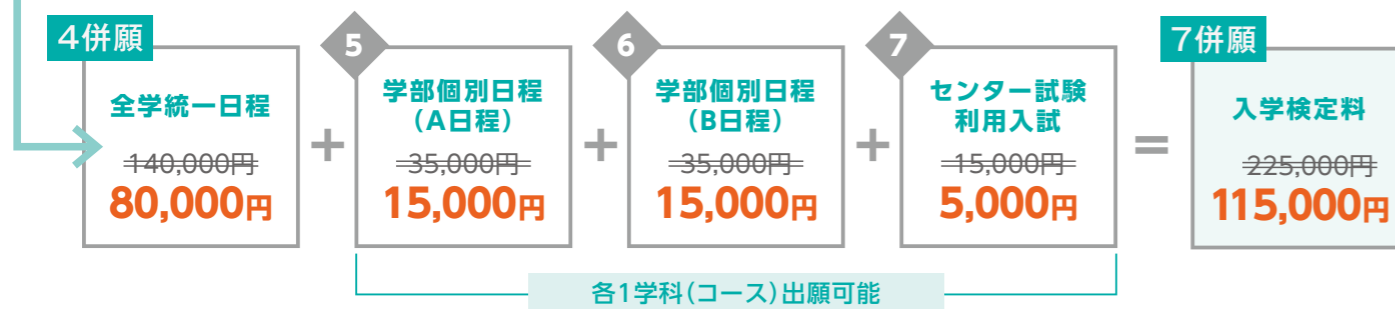 4併願
全学統一日程
140,000円
80,000円
+
5
学部個別日程
(A日程)
35,000円
15,000円
+
6
学部個別日程
(B日程)
35,000円
15,000円
+
7
センター試験
利用入試
15,000円
5,000円
=
7併願
入学検定料
225,000円
115,000円
各1学科(コース)出願可能